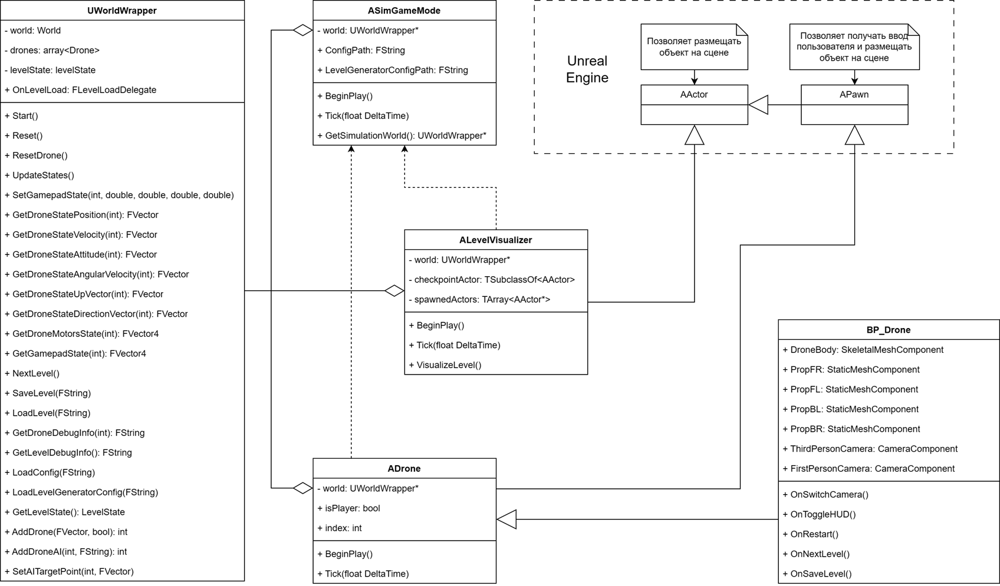 UWorldWrapper
- world: World
- drones: array<Drone>
- levelState: levelState
+ OnLevelLoad: FLevelLoadDelegate
+ Start()
+ Reset()
+ ResetDrone()
+ UpdateStates()
+ SetGamepadState(int, double, double, double, double)
+ GetDroneStatePosition(int): FVector
+ GetDroneStateVelocity(int): FVector
+ GetDroneStateAttitude(int): FVector
+ GetDroneStateAngularVelocity(int): FVector
+ GetDroneStateUpVector(int): FVector
+ GetDroneStateDirectionVector(int): FVector
+ GetDroneMotorsState(int): FVector4
+ GetGamepadState(int): FVector4
+ NextLevel()
+ SaveLevel(FString)
+ LoadLevel(FString)
+ GetDroneDebugInfo(int): FString
+ GetLevelDebugInfo(): FString
+ LoadConfig(FString)
+ LoadLevelGeneratorConfig(FString)
+ GetLevelState(): LevelState
+ AddDrone(FVector, bool): int
+ AddDroneAI(int, FString): int
+ SetAITargetPoint(int, FVector)
ASimGameMode
- world: UWorldWrapper*
+ ConfigPath: FString
+ LevelGeneratorConfigPath: FString
+ BeginPlay()
+ Tick(float DeltaTime)
+ GetSimulationWorld(): UWorldWrapper*
Unreal
Engine
Позволяет размещать
объект на сцене
Позволяет получать ввод
пользователя и размещать
объект на сцене
AActor
APawn
ALevelVisualizer
- world: UWorldWrapper*
- checkpointActor: TSubclassOf<AActor>
- spawnedActors: TArray<AActor*>
+ BeginPlay()
+ Tick(float DeltaTime)
+ VisualizeLevel()
ADrone
- world: UWorldWrapper*
+ isPlayer: bool
+ index: int
+ BeginPlay()
+ Tick(float DeltaTime)
BP_Drone
+ DroneBody: SkeletalMeshComponent
+ PropFR: StaticMeshComponent
+ PropFL: StaticMeshComponent
+ PropBL: StaticMeshComponent
+ PropBR: StaticMeshComponent
+ ThirdPersonCamera: CameraComponent
+ FirstPersonCamera: CameraComponent
+ OnSwitchCamera()
+ OnToggleHUD()
+ OnRestart()
+ OnNextLevel()
+ OnSaveLevel()